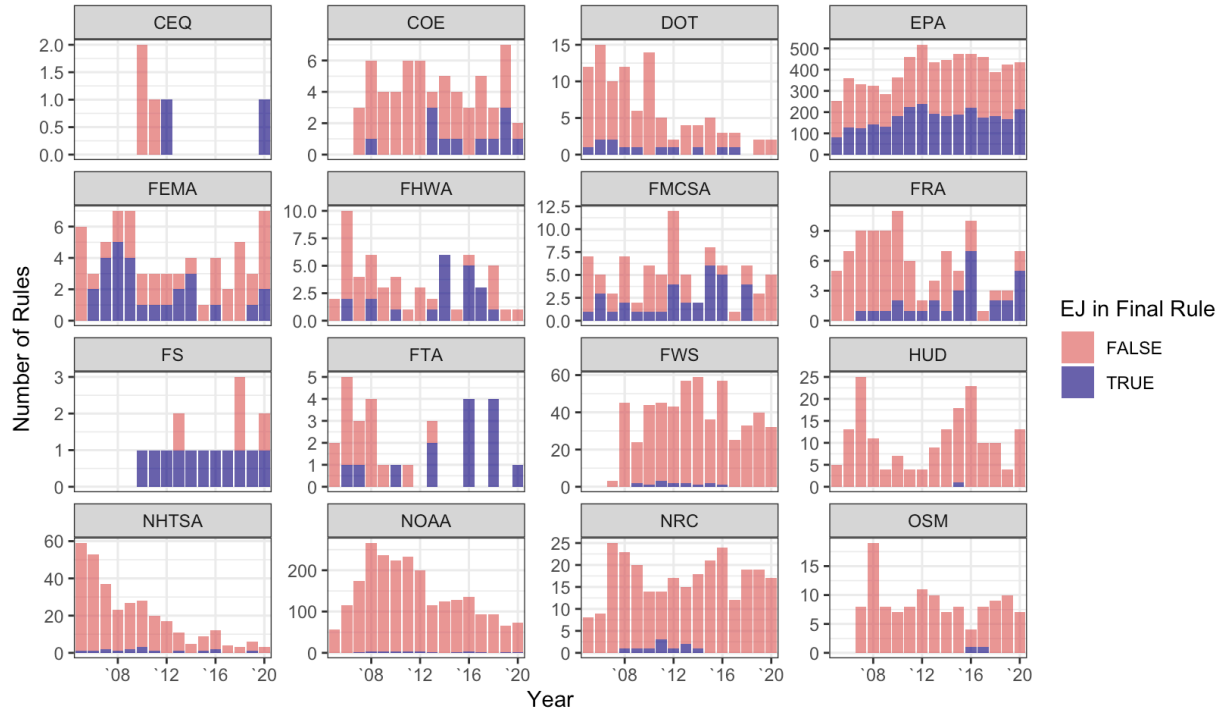 CEQ COE DOT EPA
2.0 1.5 1.0 0.5 0.0
6 4 2 0
15 10 5 0
500 400 300 200 100 0
FEMA FHWA FMCSA FRA
6 4 2 0
10.0 7.5 5.0 2.5 0.0
12.5 10.0 7.5 5.0 2.5 0.0
9 6 3 0
FS FTA FWS HUD
3 2 1 0
5 4 3 2 1 0
60 40 20 0
25 20 15 10 5 0
NHTSA NOAA NRC OSM
60 40 20 0
200 100 0
25 20 15 10 5 0
15 10 5 0
`08 `12 `16 `20 `08 `12 `16 `20 `08 `12 `16 `20 `08 `12 `16 `20
Year
Number of Rules
EJ in Final Rule
FALSE
TRUE